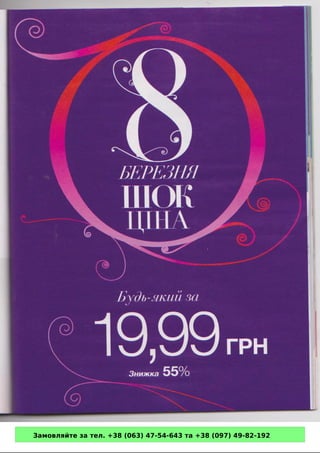 8
БЕРЕЗНЯ
ШОК
ЦІНА
Будь-який за
19,99 ГРН
Знижка 55%
Замовляйте за тел. +38 (063) 47-54-643 та +38 (097) 49-82-192